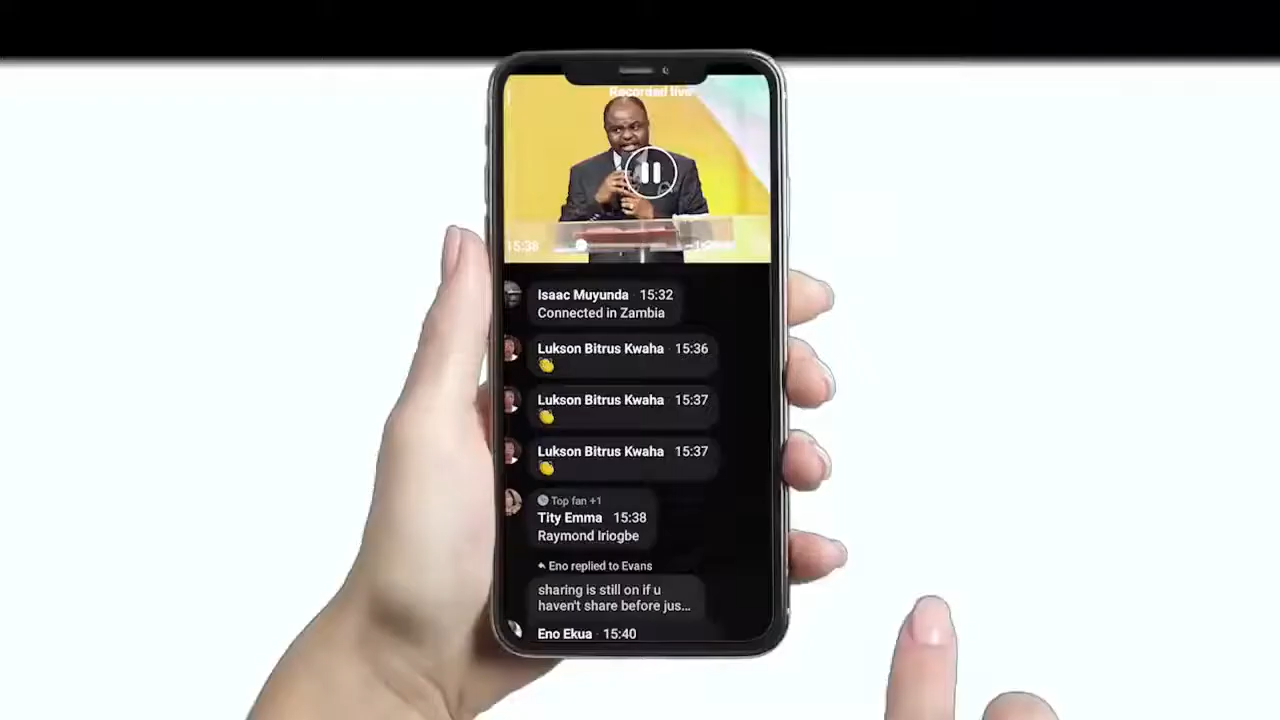 Recorded live
15:38
Isaac Muyunda · 15:32
Connected in Zambia
Lukson Bitrus Kwaha · 15:36
Lukson Bitrus Kwaha · 15:37
Lukson Bitrus Kwaha · 15:37
Top fan +1
Tity Emma 15:38
Raymond Iriogbe
Eno replied to Evans
sharing is still on if u
haven't share before jus...
Eno Ekua · 15:40